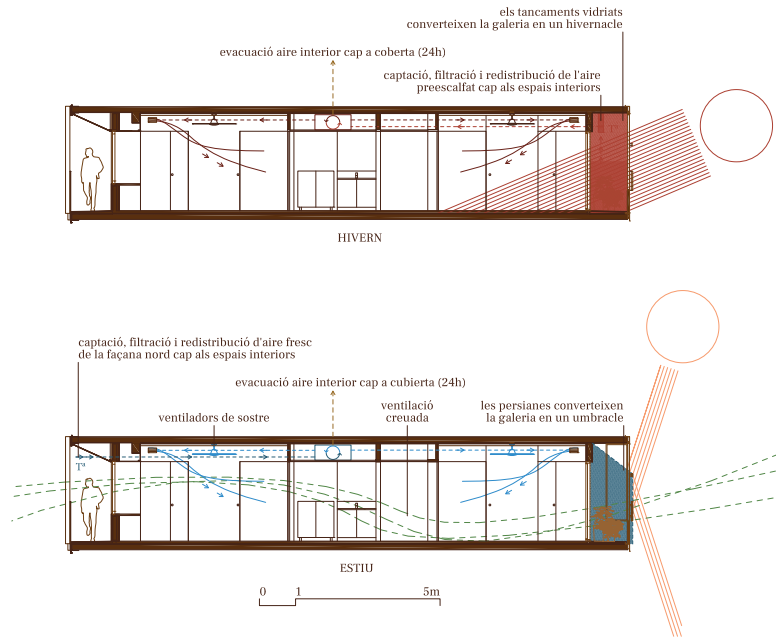 els tancaments vidriats
converteixen la galeria en un hivernacle
evacuació aire interior cap a coberta (24h)
captació, filtració i redistribució de l'aire
preescalfat cap als espais interiors
Tª
HIVERN
captació, filtració i redistribució d'aire fresc
de la façana nord cap als espais interiors
evacuació aire interior cap a cubierta (24h)
ventiladors de sostre
ventilació
creuada
les persianes converteixen
la galeria en un umbracle
Tª
ESTIU
0 1 5m